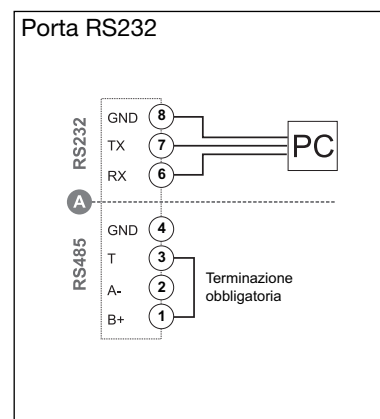 Porta RS232
RS232
GND 8
TX 7
RX 6
PC
A
RS485
GND 4
T 3
A- 2
B+ 1
Terminazione
obbligatoria